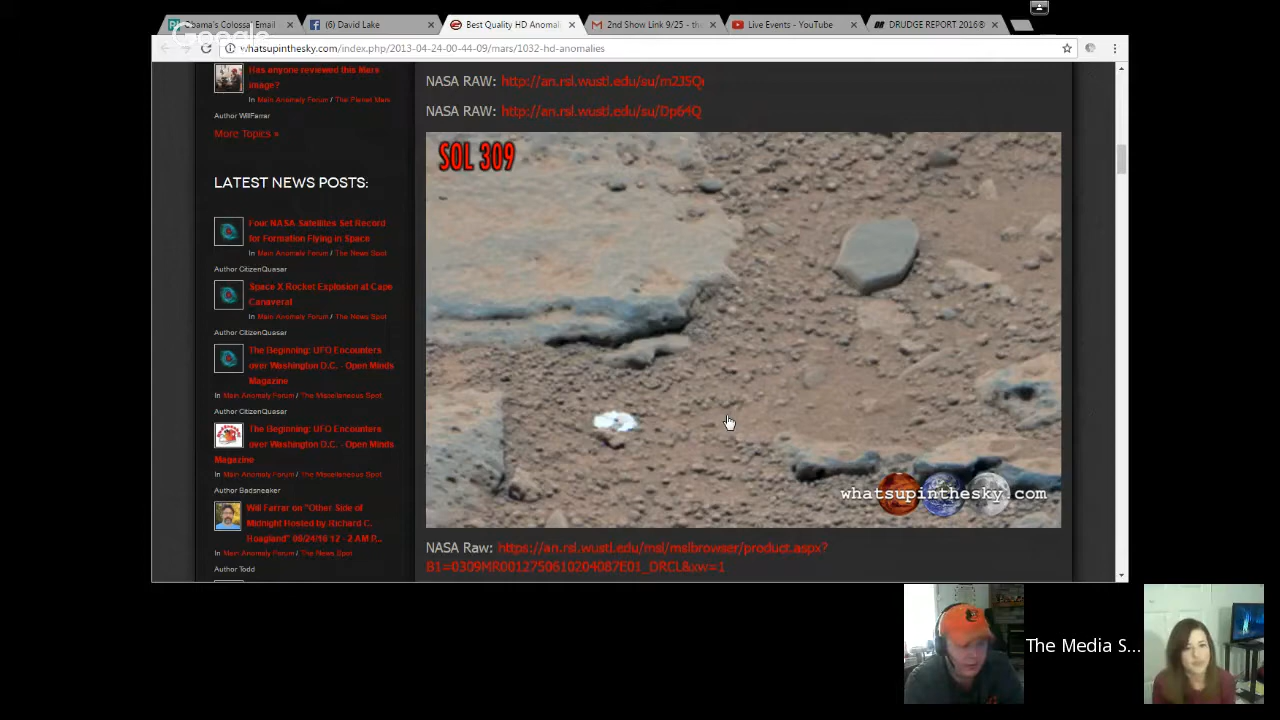 Obama's Colossal Email
(6) David Lake
Best Quality HD Anomal
2nd Show Link 9/25 - th
Live Events - YouTube
DRUDGE REPORT 2016®
Google
whatsupinthesky.com/index.php/2013-04-24-00-44-09/mars/1032-hd-anomalies
Has anyone reviewed this Mars
image?
In Main Anomaly Forum / The Planet Mars
Author WillFarrar
More Topics »
LATEST NEWS POSTS:
Four NASA Satellites Set Record
for Formation Flying in Space
In Main Anomaly Forum / The News Spot
Author CitizenQuasar
Space X Rocket Explosion at Cape
Canaveral
In Main Anomaly Forum / The News Spot
Author CitizenQuasar
The Beginning: UFO Encounters
over Washington D.C. - Open Minds
Magazine
In Main Anomaly Forum / The Miscellaneous Spot
Author CitizenQuasar
The Beginning: UFO Encounters
over Washington D.C. - Open Minds
Magazine
In Main Anomaly Forum / The Miscellaneous Spot
Author Badsneaker
Will Farrar on "Other Side of
Midnight Hosted by Richard C.
Hoagland" 08/24/16 12 - 2 A.M P...
In Main Anomaly Forum / The News Spot
Author Todd
NASA RAW:
NASA RAW: http://an.rsl.wustl.edu/su/Dp64Q
SOL 309
whatsupinthesky.com
NASA Raw: https://an.rsl.wustl.edu/msl/mslbrowser/product.aspx?
B1=0309MR0012750610204087E01_DRCL&xw=1
The Media S...